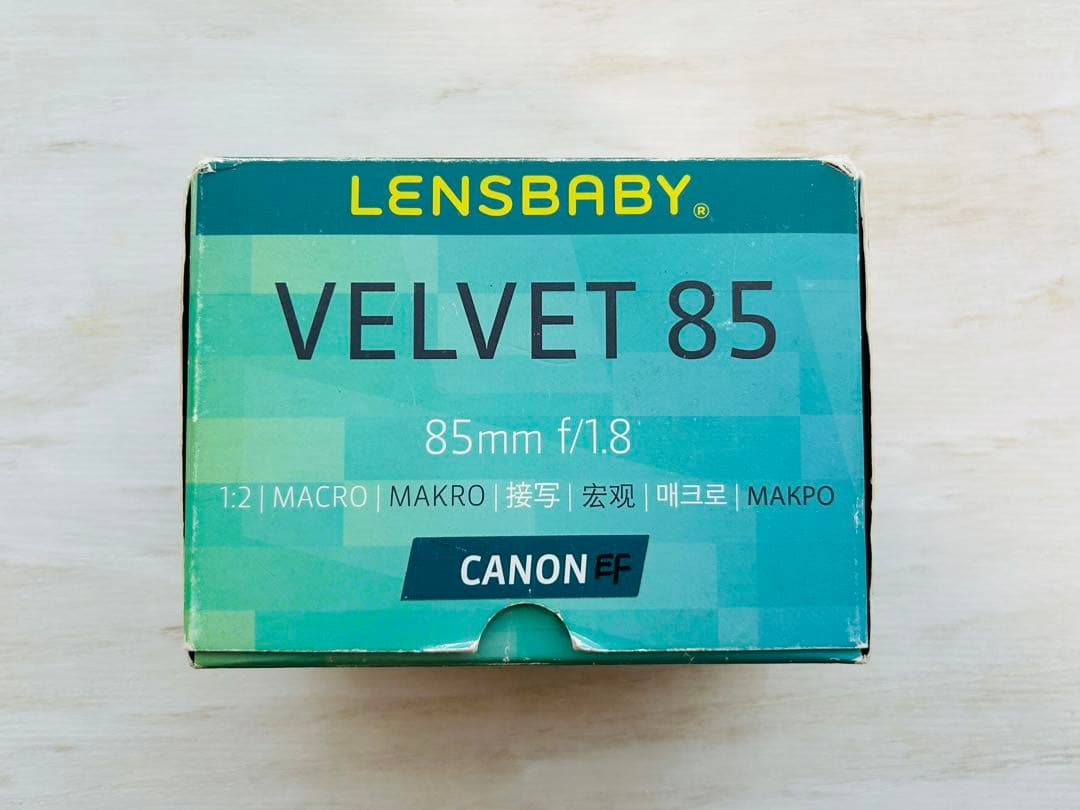 LENSBABY®
VELVET 85
85mm f/1.8
1:2 | MACRO | MAKRO | 接写 | 宏观 | 매크로 | МАКРО
CANON EF